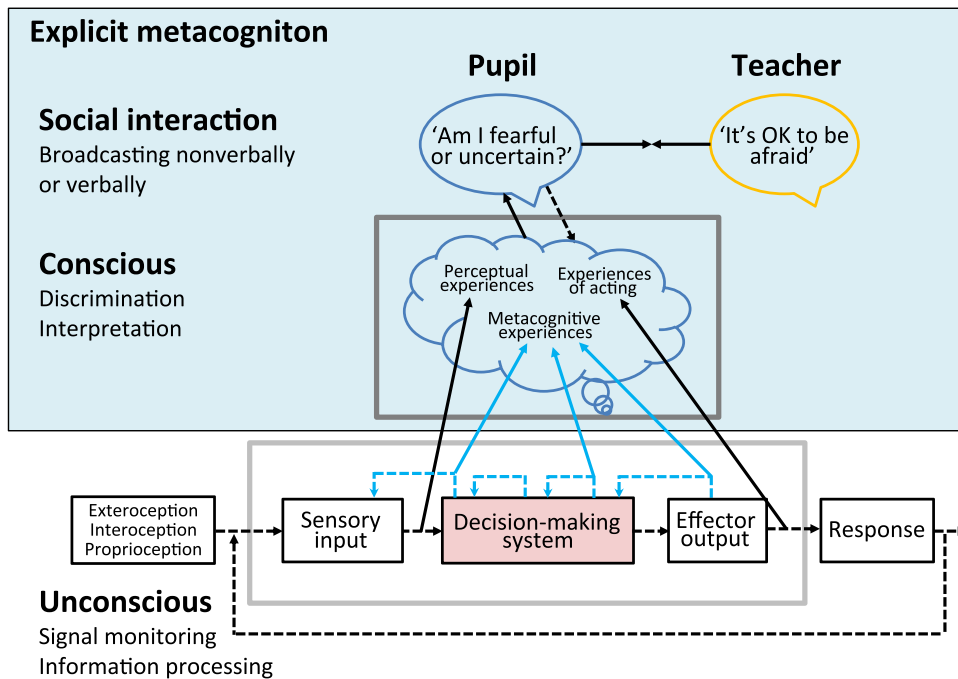 Explicit metacogniton
Pupil
Teacher
Social interaction
Broadcasting nonverbally
or verbally
‘Am I fearful
or uncertain?’
‘It’s OK to be
afraid’
Conscious
Discrimination
Interpretation
Perceptual
experiences
Experiences
of acting
Metacognitive
experiences
Exteroception
Interoception
Proprioception
Sensory
input
Decision-making
system
Effector
output
Response
Unconscious
Signal monitoring
Information processing